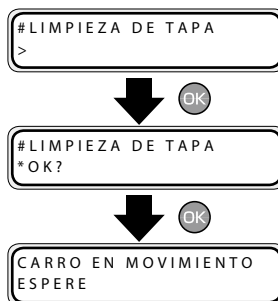 #LIMPIEZA DE TAPA
>
OK
#LIMPIEZA DE TAPA
*OK?
OK
CARRO EN MOVIMIENTO
ESPERE